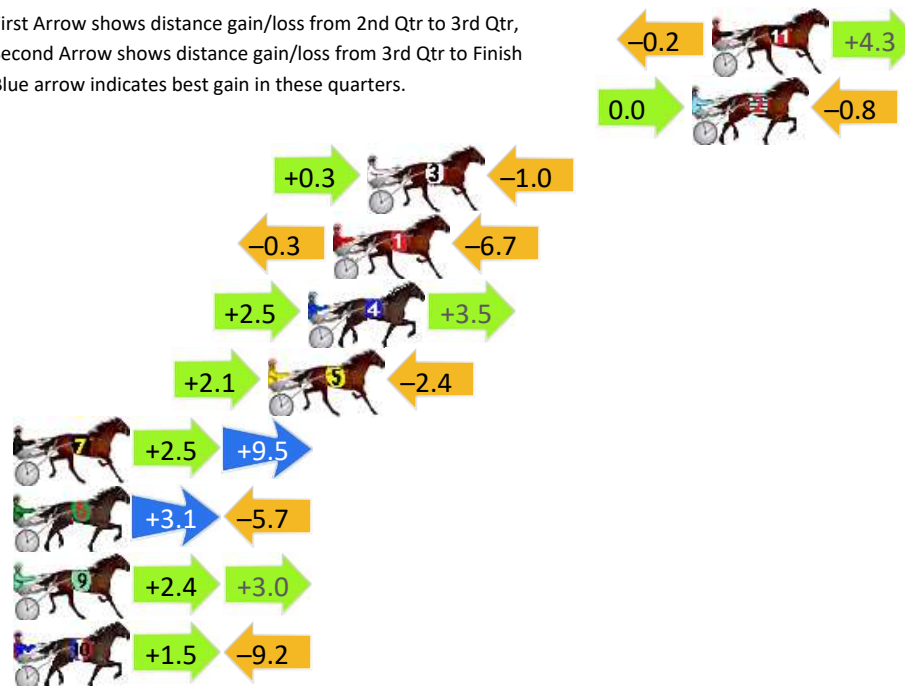 irst Arrow shows distance gain/loss from 2nd Qtr to 3rd Qtr,
econd Arrow shows distance gain/loss from 3rd Qtr to Finish
Blue arrow indicates best gain in these quarters.
–0.2 11 +4.3
0.0 2 –0.8
+0.3 3 –1.0
–0.3 1 –6.7
+2.5 4 +3.5
+2.1 5 –2.4
7 +2.5 +9.5
+3.1 –5.7
9 +2.4 +3.0
10 +1.5 –9.2